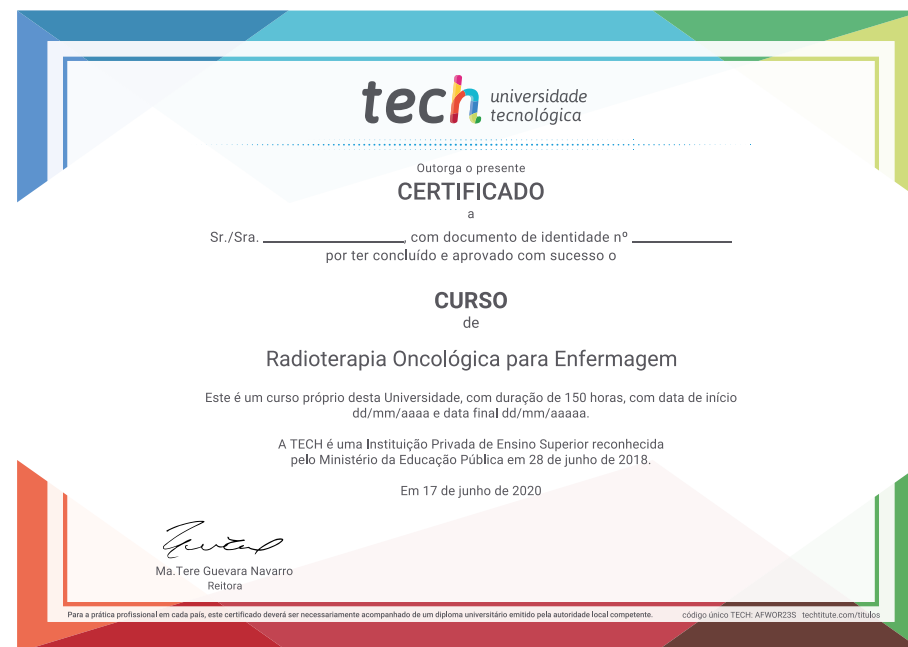 tech universidade
tecnológica
Outorga o presente
CERTIFICADO
a
Sr./Sra. ____________, com documento de identidade nº ____________
por ter concluído e aprovado com sucesso o
CURSO
de
Radioterapia Oncológica para Enfermagem
Este é um curso próprio desta Universidade, com duração de 150 horas, com data de início
dd/mm/aaaa e data final dd/mm/aaaaa.
A TECH é uma Instituição Privada de Ensino Superior reconhecida
pelo Ministério da Educação Pública em 28 de junho de 2018.
Em 17 de junho de 2020
Ma.Tere Guevara Navarro
Reitora
Para a prática profissional em cada país, este certificado deverá ser necessariamente acompanhado de um diploma universitário emitido pela autoridade local competente.
código único TECH: AFWOR23S techtitute.com/titulos